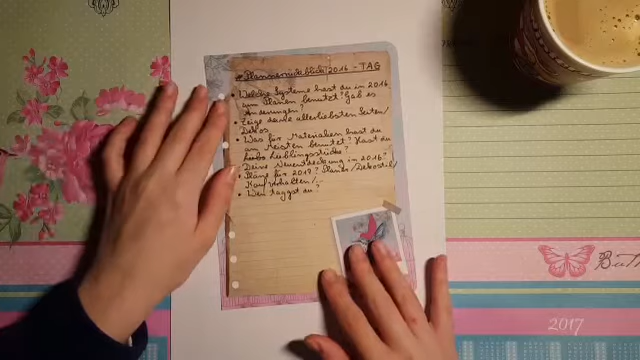 Plannerrückblick 2016 - TAG
Welche Systeme hast du in 2016
zum Planen benutzt? Gab es
Änderungen?
Zeige deine allerliebsten Seiten/
Dekos
Was für Materialien hast du
am Meisten benutzt? Hast du
Lieblingsstücke?
Deine Neuentdeckung in 2016?
Pläne für 2017? Planer/Dekostil/
Kaufverhalten/...
Wen taggst du?
2017